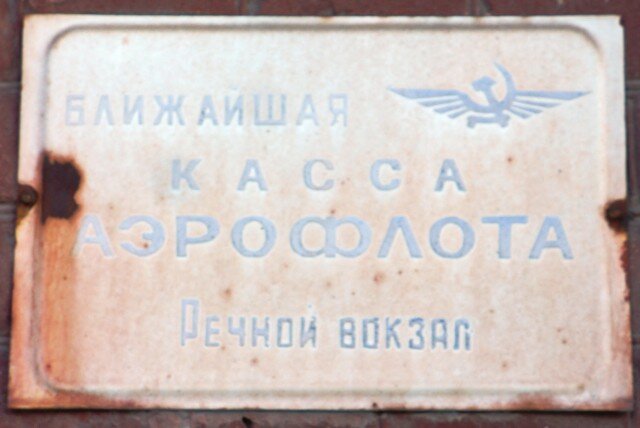 БЛИЖАЙШАЯ
КАССА
АЭРОФЛОТА
Речной вокзал